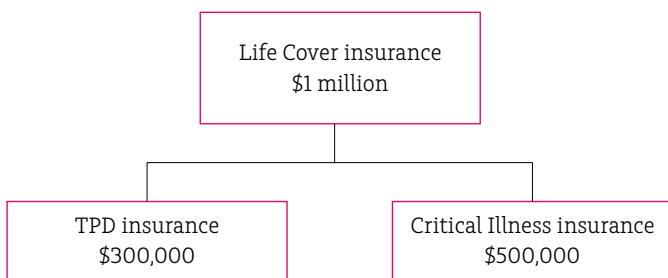 Life Cover insurance
$1 million
TPD insurance
$300,000
Critical Illness insurance
$500,000